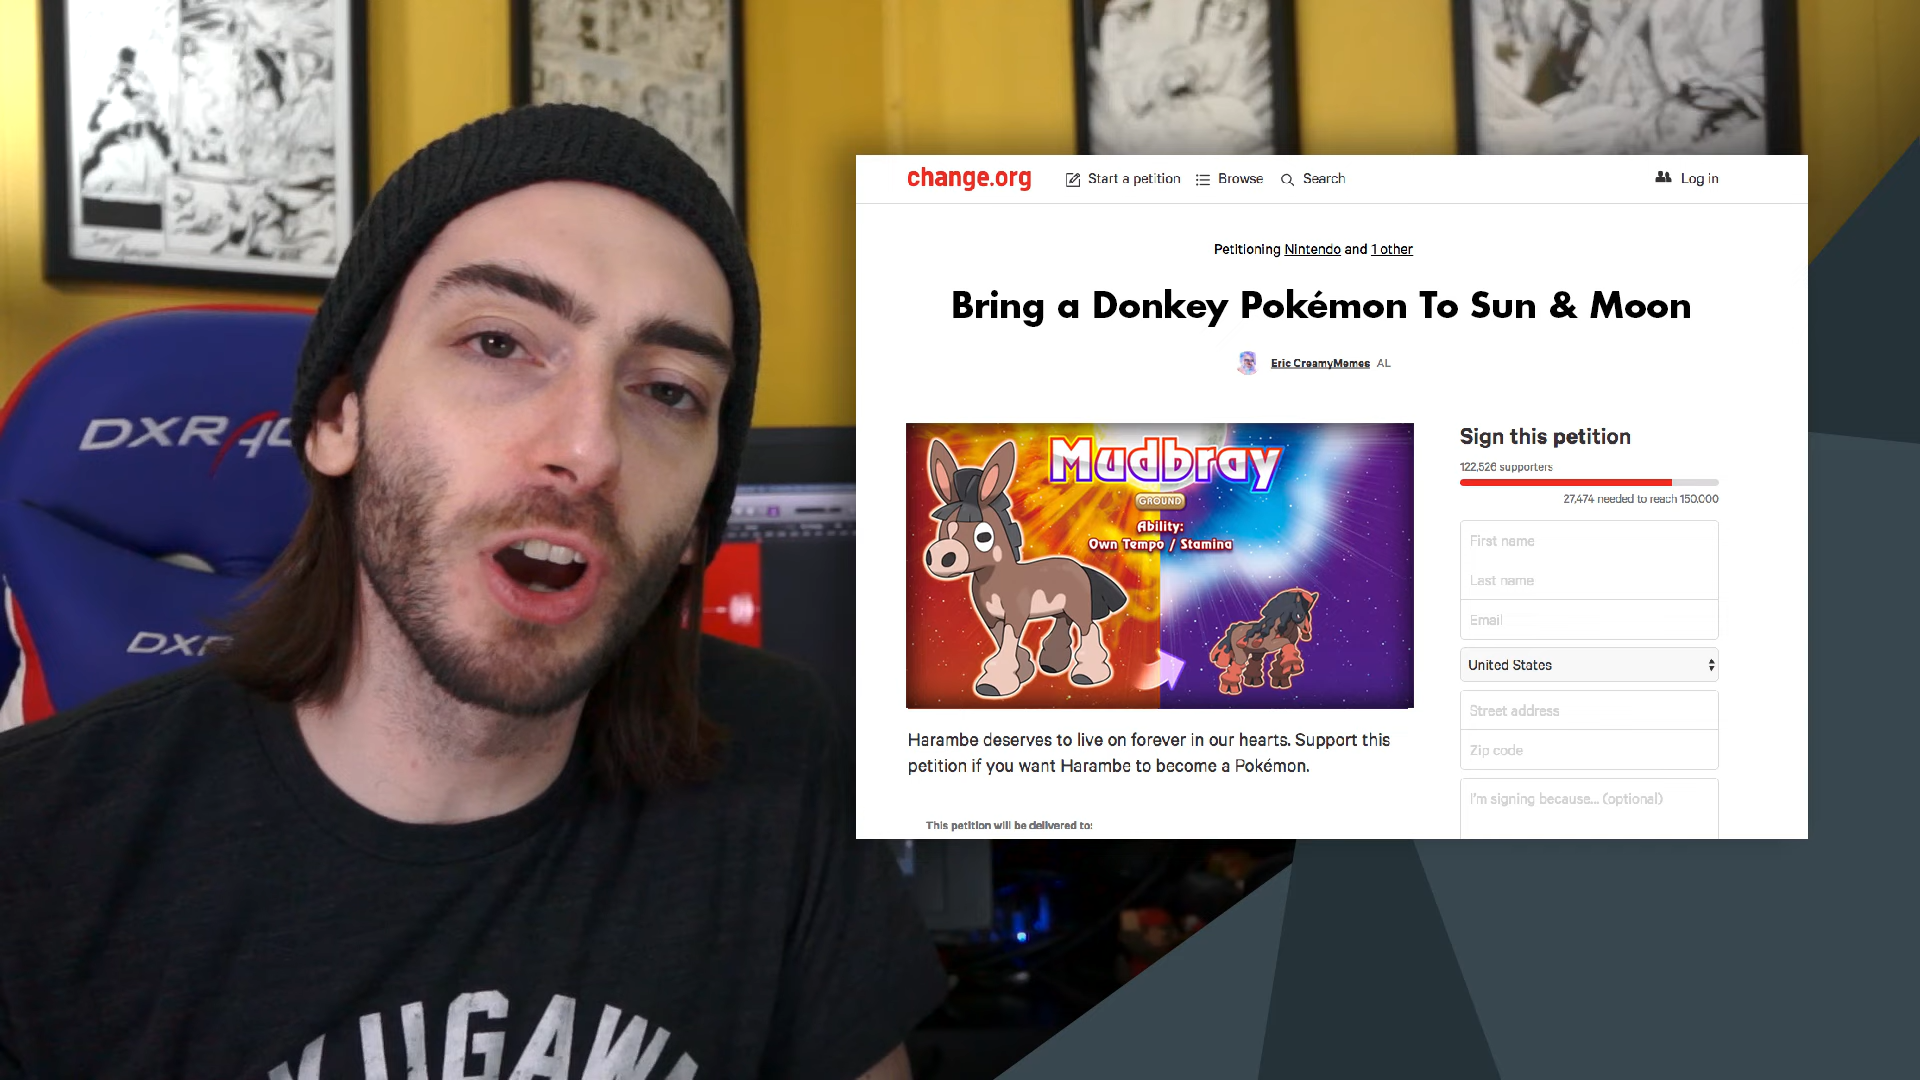 DXRAC
DXR
UGAW
change.org
Start a petition
Browse
Search
Log in
Petitioning Nintendo and 1 other
Bring a Donkey Pokémon To Sun & Moon
Eric CreamyMemes AL
Mudbray
GROUND
Ability:
Own Tempo / Stamina
Harambe deserves to live on forever in our hearts. Support this
petition if you want Harambe to become a Pokémon.
This petition will be delivered to:
Sign this petition
122,526 supporters
27,474 needed to reach 150,000
First name
Last name
Email
United States
Street address
Zip code
I'm signing because... (optional)